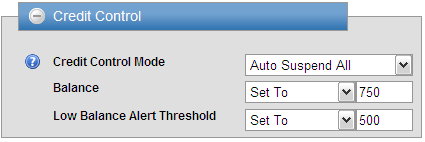 Credit Control
Credit Control Mode Auto Suspend All
Balance Set To 750
Low Balance Alert Threshold Set To 500